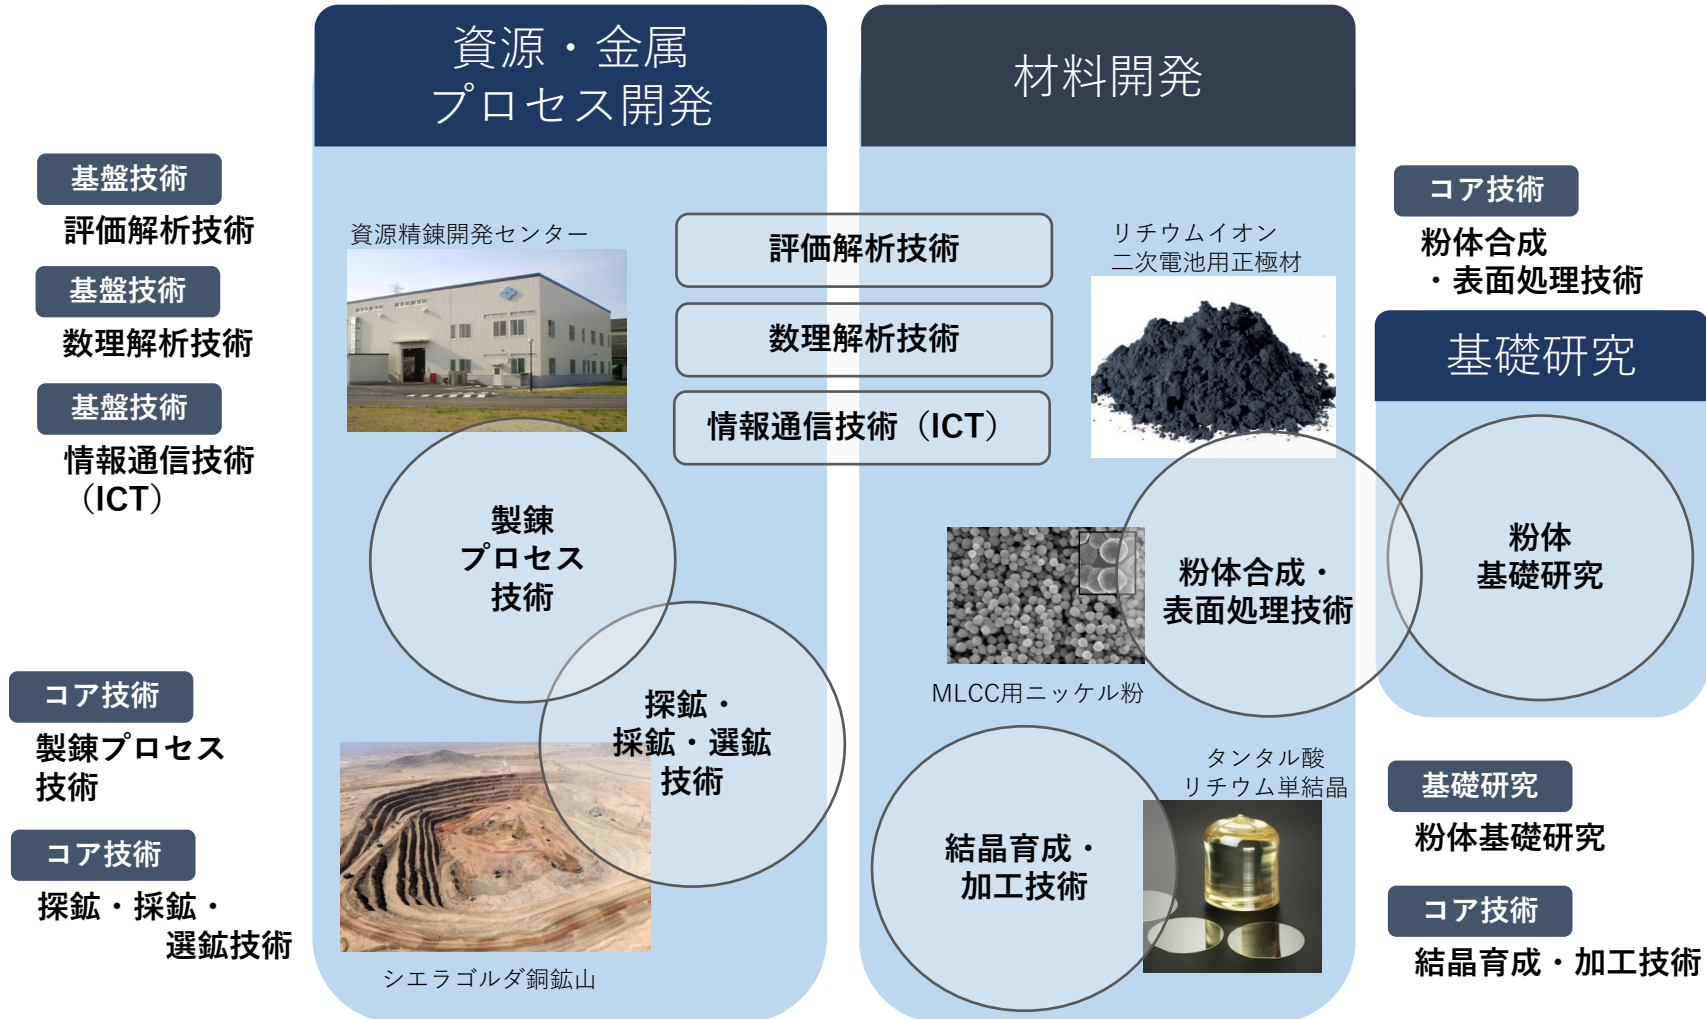 資源・金属
プロセス開発
材料開発
基盤技術
評価解析技術
基盤技術
数理解析技術
基盤技術
情報通信技術
（ICT）
コア技術
製錬プロセス
技術
コア技術
探鉱・採鉱・
選鉱技術
資源精錬開発センター
製錬
プロセス
技術
探鉱・
採鉱・選鉱
技術
シエラゴルダ銅鉱山
評価解析技術
数理解析技術
情報通信技術（ICT）
リチウムイオン
二次電池用正極材
MLCC用ニッケル粉
粉体合成・
表面処理技術
タンタル酸
リチウム単結晶
結晶育成・
加工技術
コア技術
粉体合成
・表面処理技術
基礎研究
粉体
基礎研究
基礎研究
粉体基礎研究
コア技術
結晶育成・加工技術